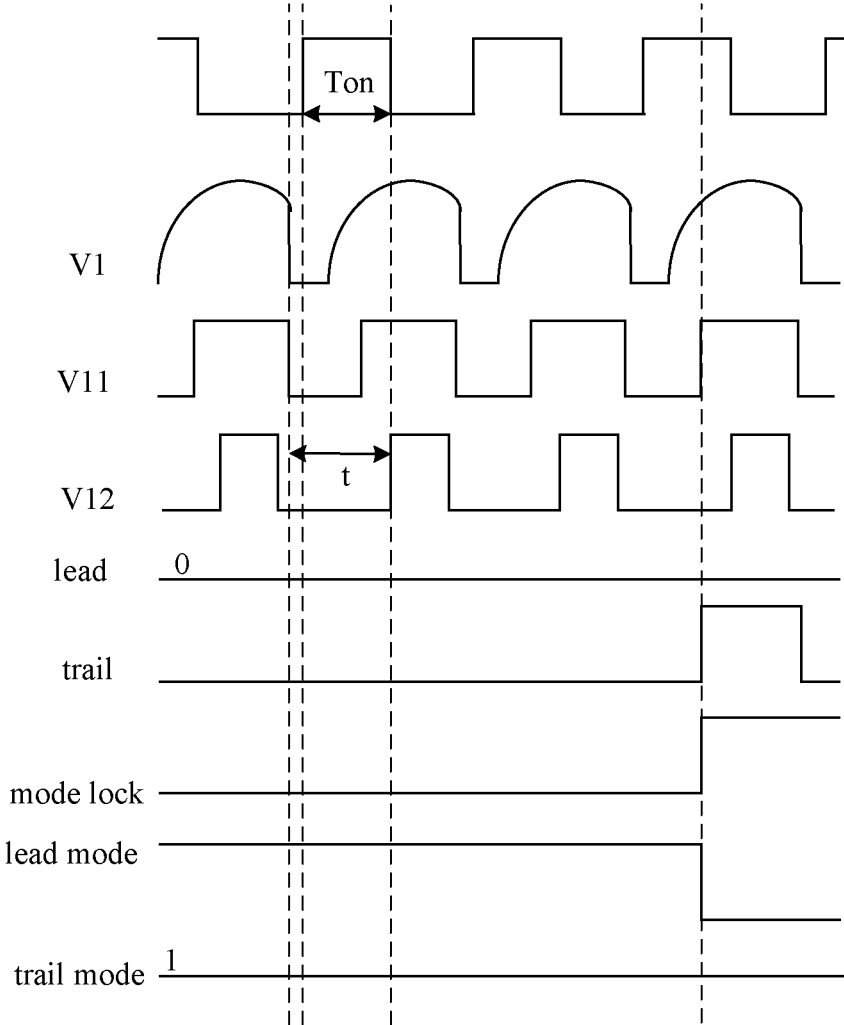 Ton
V1
V11
t
V12
lead 0
trail
mode lock
lead mode
trail mode 1